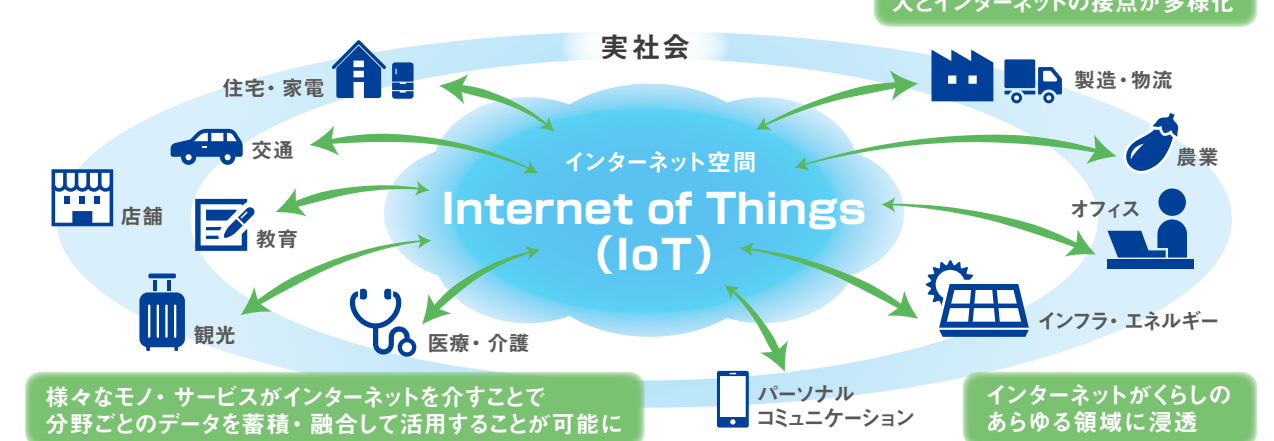 人とインターネットの接点が多様化
実社会
住宅・家電
製造・物流
交通
農業
インターネット空間
Internet of Things
(IoT)
店舗
教育
オフィス
観光
医療・介護
インフラ・エネルギー
パーソナル
コミュニケーション
様々なモノ・サービスがインターネットを介すことで
分野ごとのデータを蓄積・融合して活用することが可能に
インターネットがくらしの
あらゆる領域に浸透